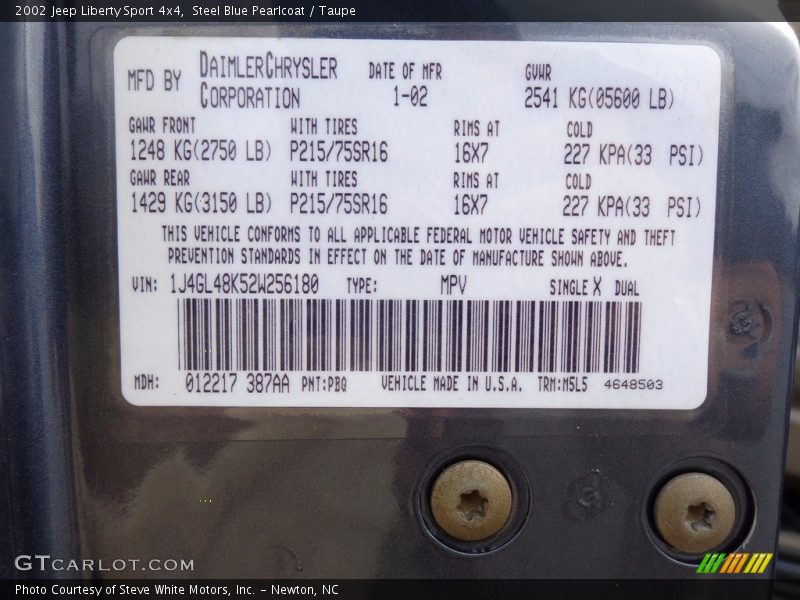 2002 Jeep Liberty Sport 4x4, Steel Blue Pearlcoat / Taupe
MFD BY DAIMLERCHRYSLER CORPORATION DATE OF MFR 1-02 GVWR 2541 KG(05600 LB)
GAWR FRONT WITH TIRES RIMS AT COLD
1248 KG(2750 LB) P215/75SR16 16X7 227 KPA(33 PSI)
GAWR REAR WITH TIRES RIMS AT COLD
1429 KG(3150 LB) P215/75SR16 16X7 227 KPA(33 PSI)
THIS VEHICLE CONFORMS TO ALL APPLICABLE FEDERAL MOTOR VEHICLE SAFETY AND THEFT
PREVENTION STANDARDS IN EFFECT ON THE DATE OF MANUFACTURE SHOWN ABOVE.
VIN: 1J4GL48K52W256180 TYPE: MPV SINGLE X DUAL
MDH: 012217 387AA PNT:PBQ VEHICLE MADE IN U.S.A. TRM:M5L5 4648503
GTCARLOT.COM
Photo Courtesy of Steve White Motors, Inc. – Newton, NC